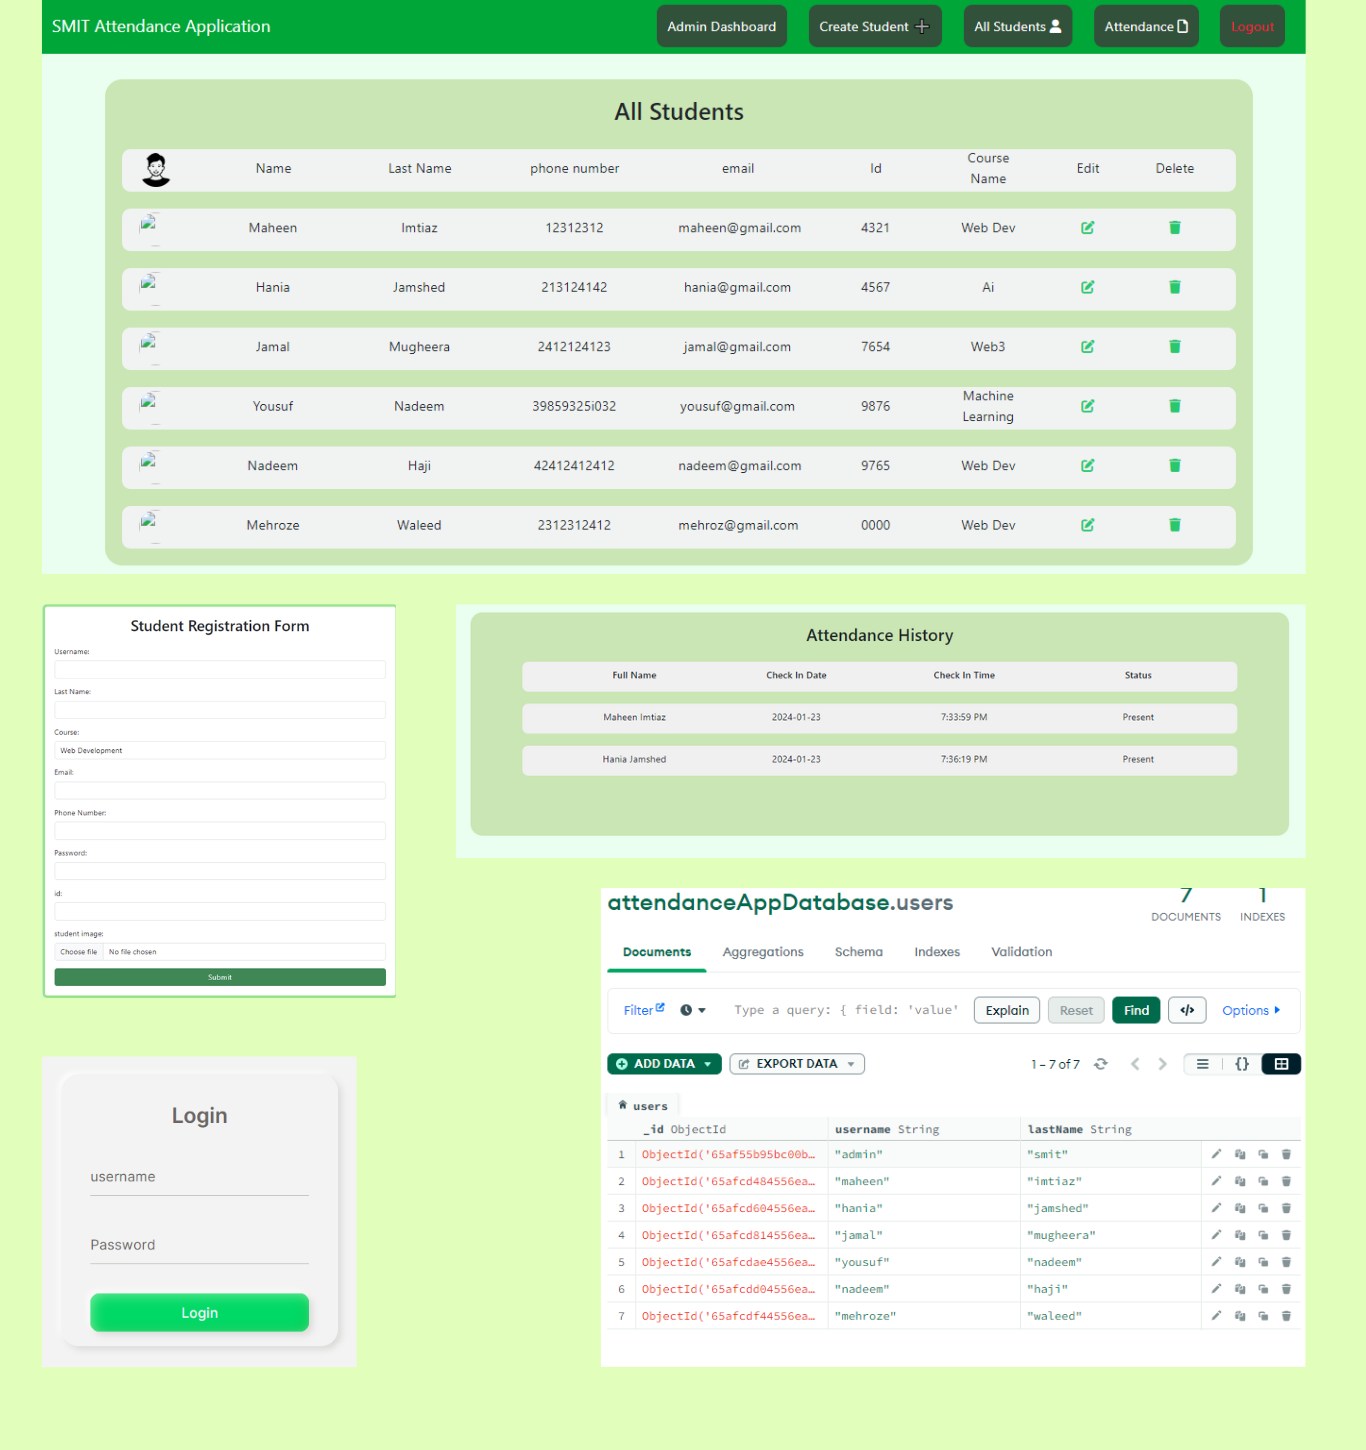 SMIT Attendance Application
Admin Dashboard Create Student All Students Attendance Logout
All Students
Name Last Name phone number email Id Course Name Edit Delete
Maheen Imtiaz 12312312 maheen@gmail.com 4321 Web Dev
Hania Jamshed 213124142 hania@gmail.com 4567 Ai
Jamal Mugheera 2412124123 jamal@gmail.com 7654 Web3
Yousuf Nadeem 39859325i032 yousuf@gmail.com 9876 Machine Learning
Nadeem Haji 42412412412 nadeem@gmail.com 9765 Web Dev
Mehroze Waleed 2312312412 mehroz@gmail.com 0000 Web Dev
Student Registration Form
Username:
Last Name:
Course:
Web Development
Email:
Phone Number:
Password:
id:
student image:
Choose file No file chosen
Submit
Attendance History
Full Name Check In Date Check In Time Status
Maheen Imtiaz 2024-01-23 7:33:59 PM Present
Hania Jamshed 2024-01-23 7:36:19 PM Present
Login
username
Password
Login
attendanceAppDatabase.users
7 DOCUMENTS 1 INDEXES
Documents Aggregations Schema Indexes Validation
Filter Type a query: { field: 'value' Explain Reset Find </> Options
ADD DATA EXPORT DATA 1 – 7 of 7 {}
users
_id ObjectId username String lastName String
1 ObjectId('65af55b95bc00b… "admin" "smit"
2 ObjectId('65afcd484556ea… "maheen" "imtiaz"
3 ObjectId('65afcd604556ea… "hania" "jamshed"
4 ObjectId('65afcd814556ea… "jamal" "mugheera"
5 ObjectId('65afcdae4556ea… "yousuf" "nadeem"
6 ObjectId('65afcdd04556ea… "nadeem" "haji"
7 ObjectId('65afcdf44556ea… "mehroze" "waleed"